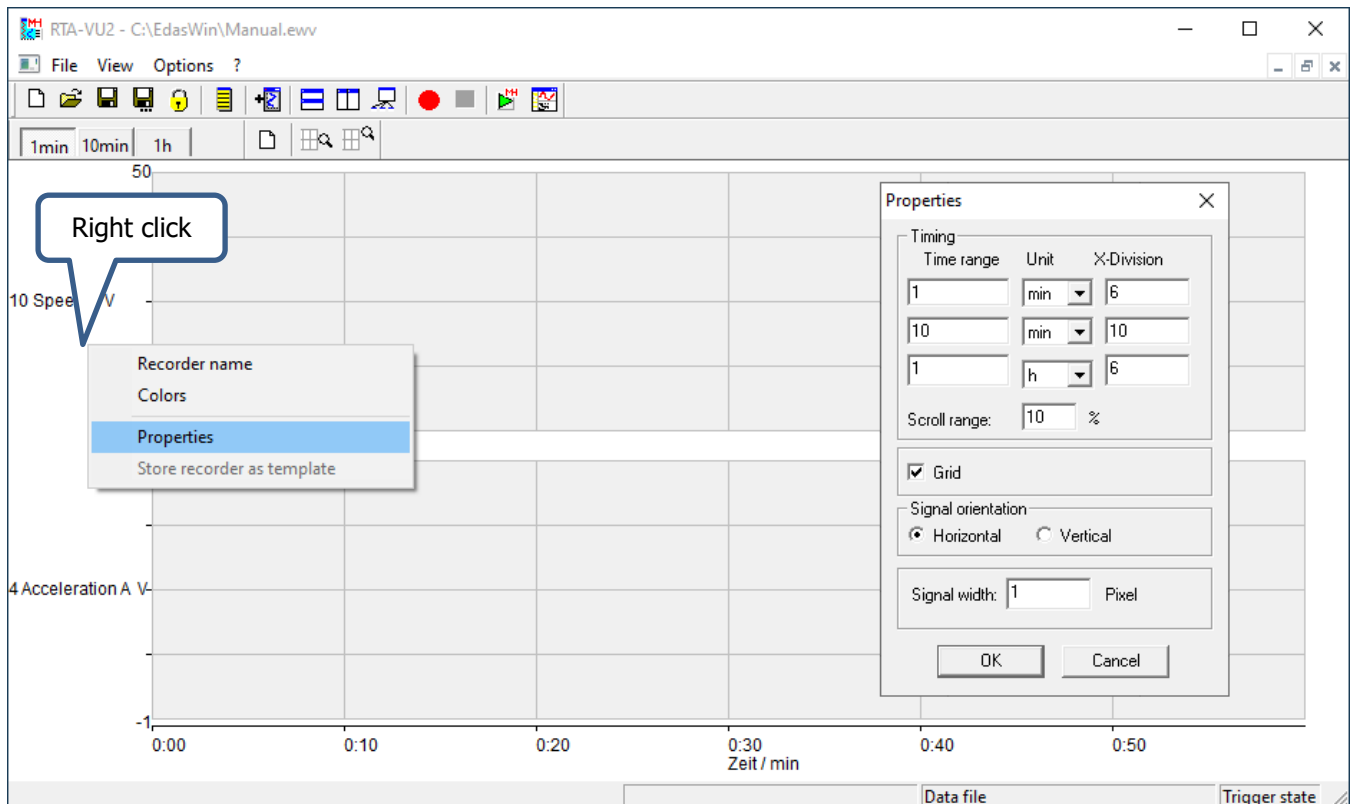 RTA-VU2 - C:\EdasWin\Manual.ewv
File View Options ?
1min 10min 1h
50
Right click
10 Spee V
Recorder name
Colors
Properties
Store recorder as template
4 Acceleration A V
-1
0:00 0:10 0:20 0:30 0:40 0:50
Zeit / min
Properties
Timing
Time range Unit X-Division
1 min 6
10 min 10
1 h 6
Scroll range: 10 %
Grid
Signal orientation
Horizontal Vertical
Signal width: 1 Pixel
OK Cancel
Data file Trigger state